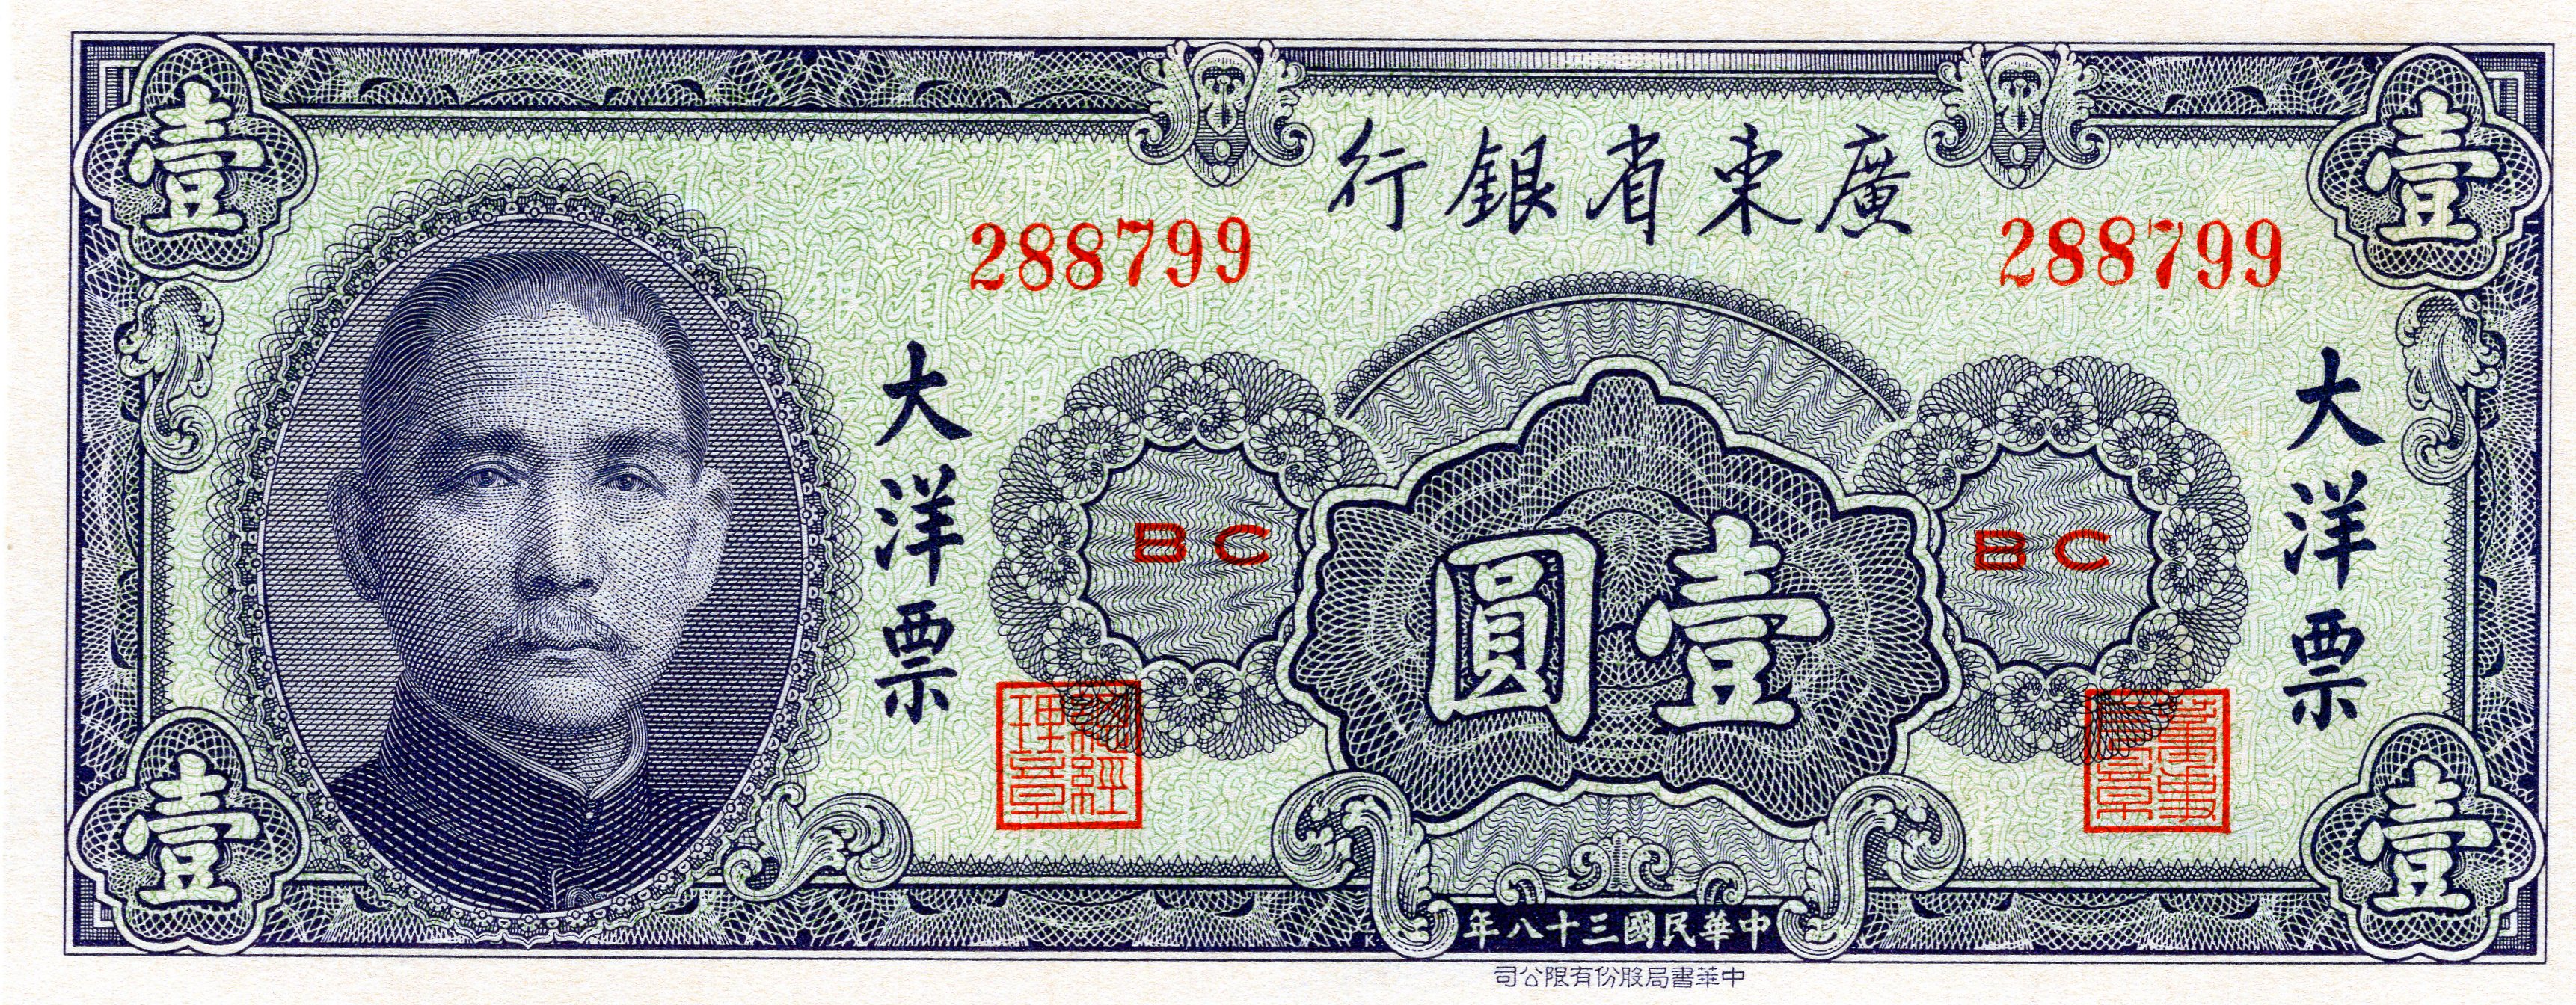 廣東省銀行
壹
壹
288799
288799
大洋票
大洋票
BC
BC
壹圓
總經理章
董事長章
壹
壹
中華民國三十八年
中華書局股份有限公司